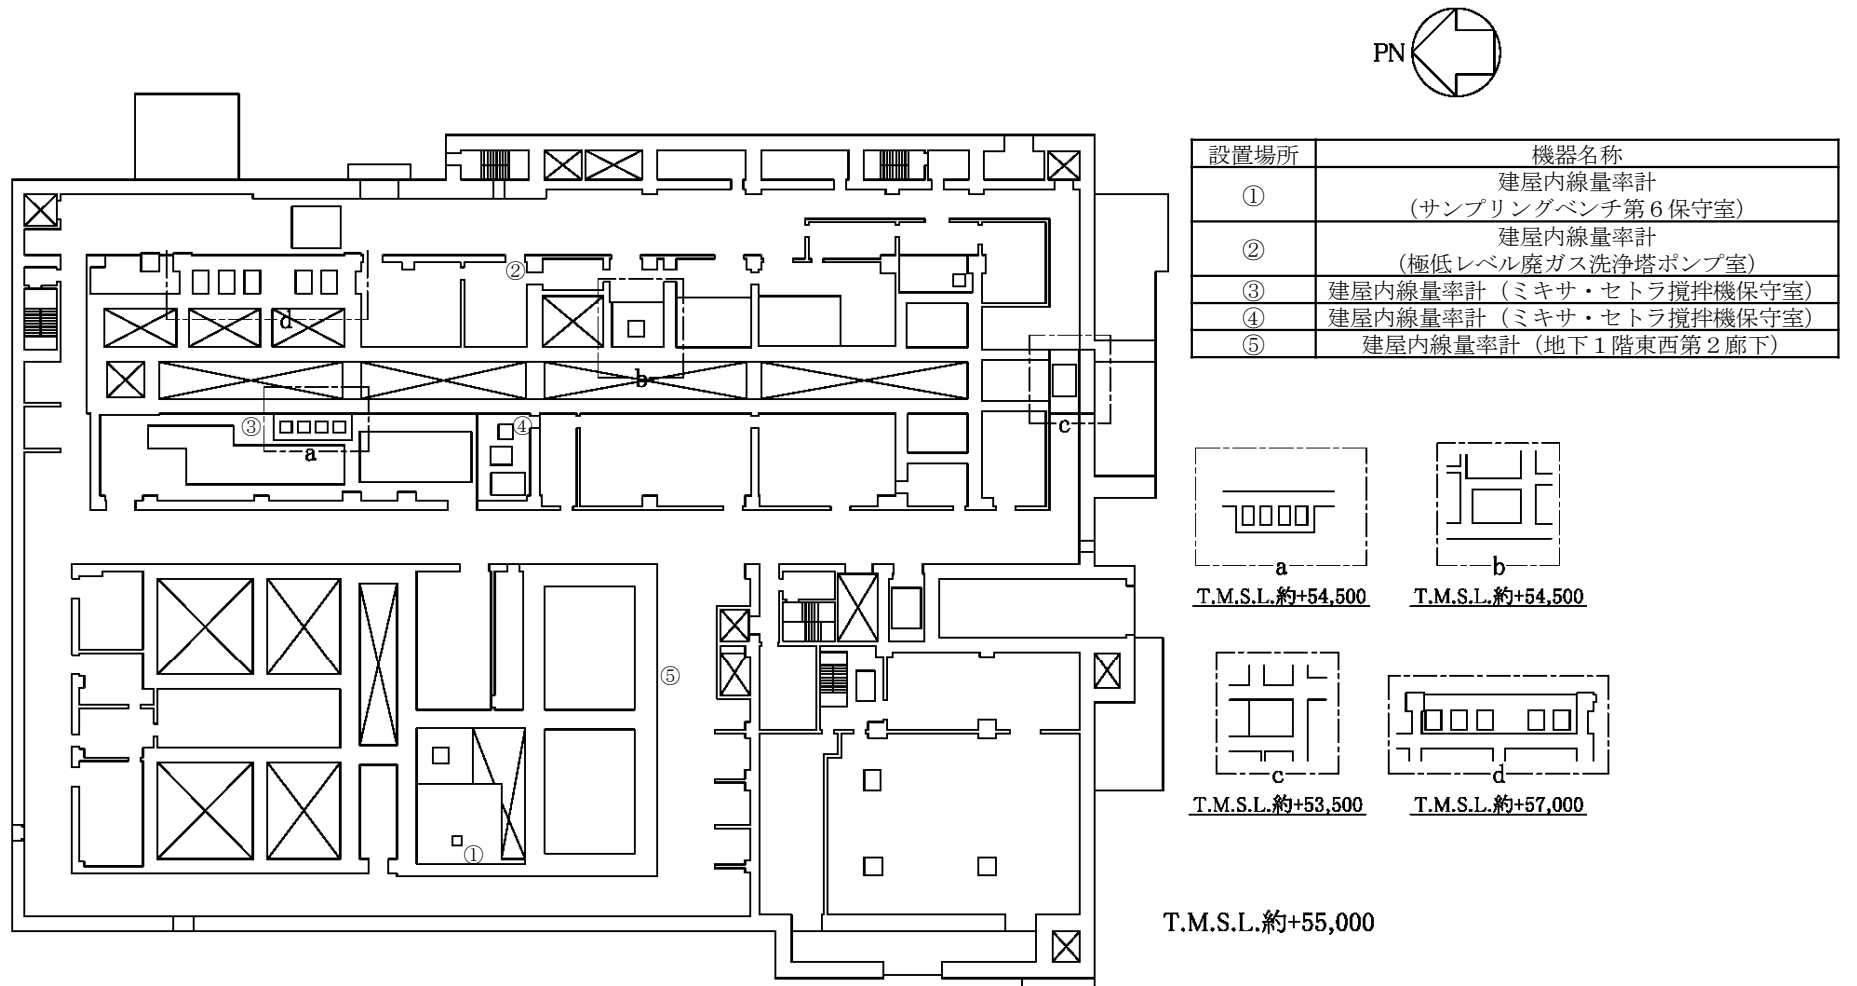 PN
設置場所 機器名称
① 建屋内線量率計
(サンプリングベンチ第6保守室)
② 建屋内線量率計
(極低レベル廃ガス洗浄塔ポンプ室)
③ 建屋内線量率計(ミキサ・セトラ攪拌機保守室)
④ 建屋内線量率計(ミキサ・セトラ攪拌機保守室)
⑤ 建屋内線量率計(地下1階東西第2廊下)
②
d
b
③
④
c
a
⑤
①
a
T.M.S.L.約+54,500
b
T.M.S.L.約+54,500
c
T.M.S.L.約+53,500
d
T.M.S.L.約+57,000
T.M.S.L.約+55,000